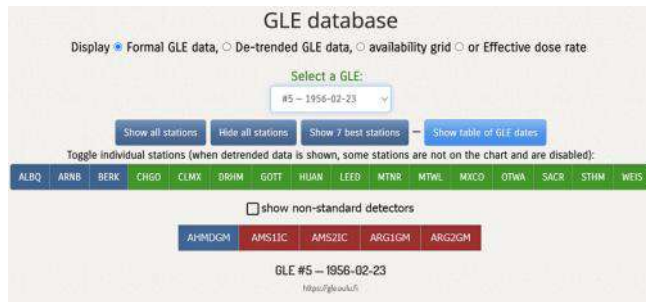 GLE database
Display Formal GLE data, De-trended GLE data, availability grid or Effective dose rate
Select a GLE:
#5 — 1956-02-23
Show all stations Hide all stations Show 7 best stations — Show table of GLE dates
Toggle individual stations (when detrended data is shown, some stations are not on the chart and are disabled):
ALBQ ARNB BERK CHGO CLMX DRHM GOTT HUAN LEED MTNR MTWL MXCO OTWA SACR STHM WEIS
show non-standard detectors
AHMDGM AMS1IC AMS2IC ARG1GM ARG2GM
GLE #5 — 1956-02-23
https://gle.oulu.fi